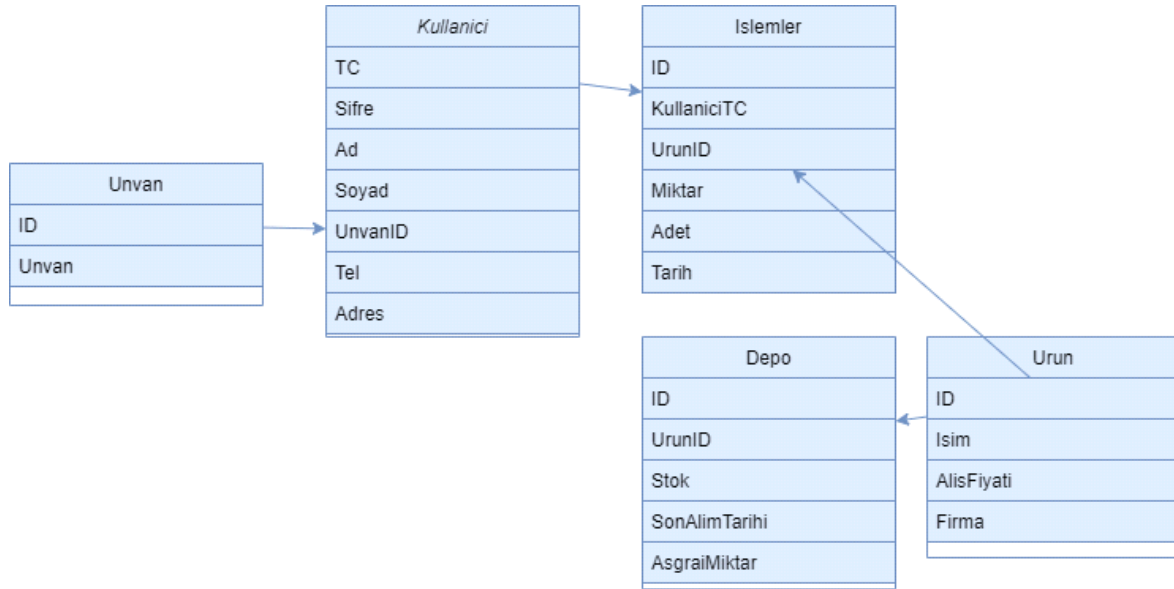 Kullanici
TC
Sifre
Ad
Soyad
UnvanID
Tel
Adres
Islemler
ID
KullaniciTC
UrunID
Miktar
Adet
Tarih
Unvan
ID
Unvan
Depo
ID
UrunID
Stok
SonAlimTarihi
AsgraiMiktar
Urun
ID
Isim
AlisFiyati
Firma